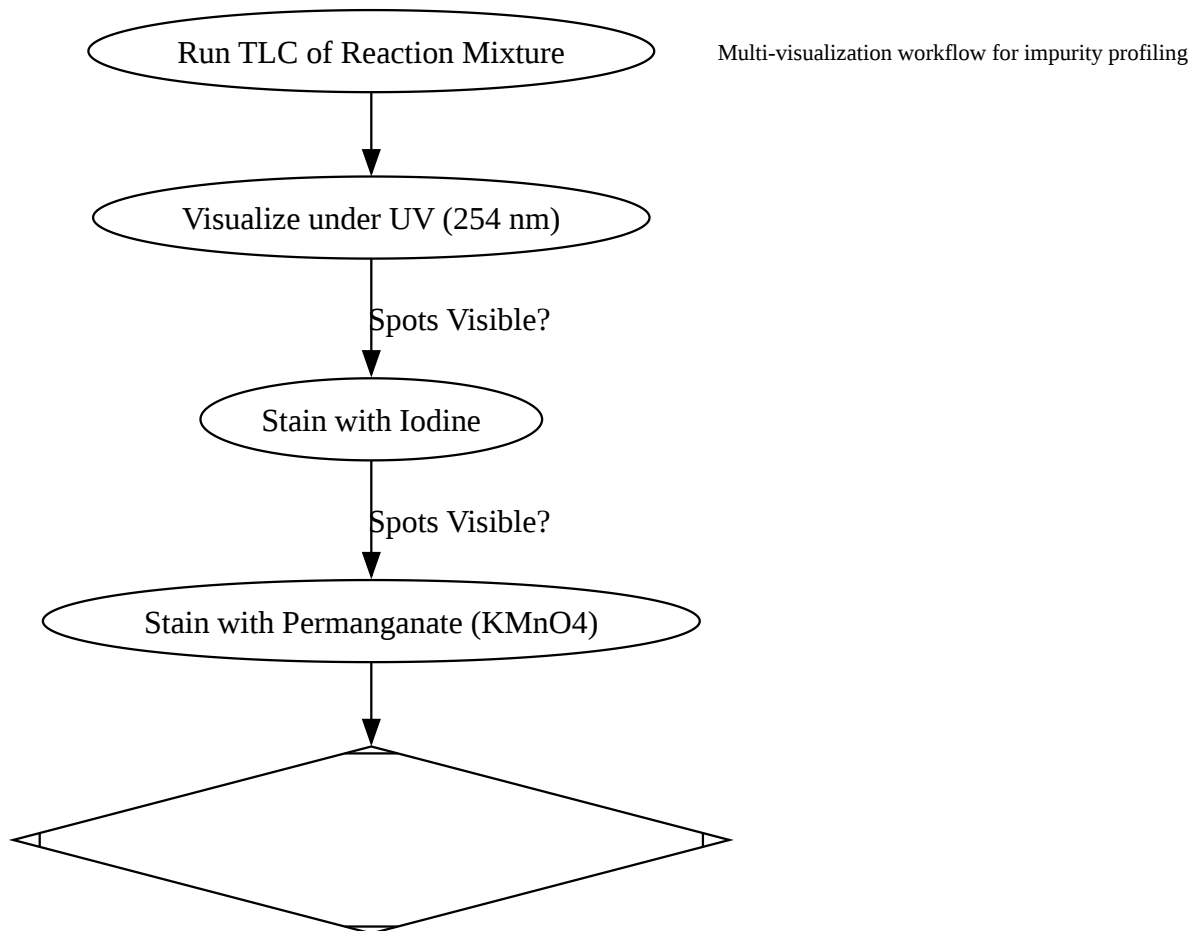 Run TLC of Reaction Mixture
Multi-visualization workflow for impurity profiling
Visualize under UV (254 nm)
Spots Visible?
Stain with Iodine
Spots Visible?
Stain with Permanganate (KMnO4)